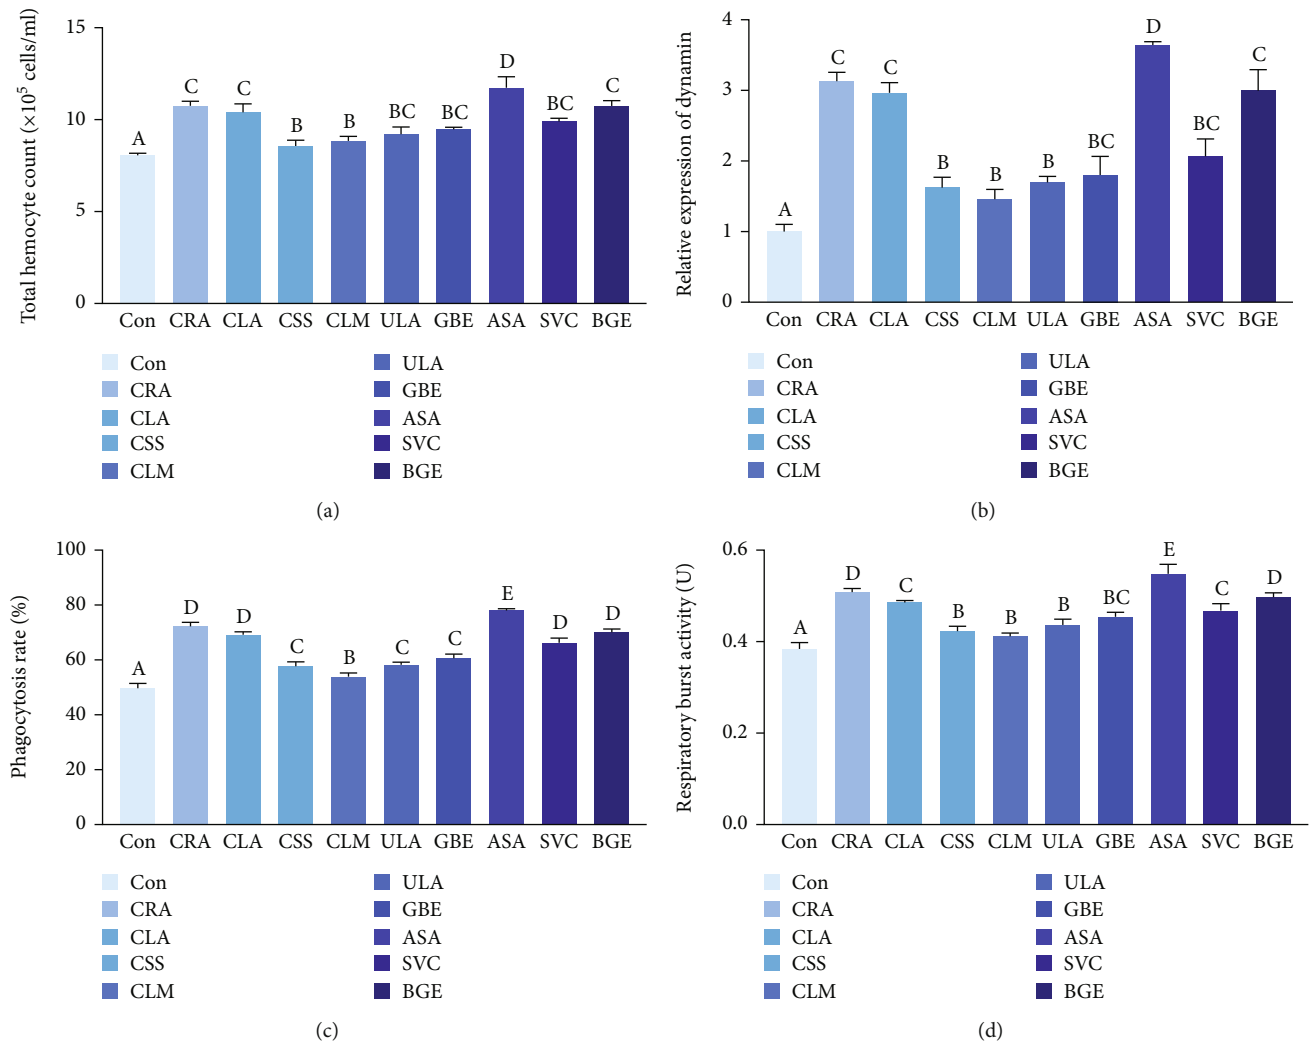 Total hemocyte count (×10⁵ cells/ml)
15
10
5
0
A
C
C
B
B
BC
BC
D
BC
C
Con CRA CLA CSS CLM ULA GBE ASA SVC BGE
Con
CRA
CLA
CSS
CLM
ULA
GBE
ASA
SVC
BGE
(a)
Relative expression of dynamin
4
3
2
1
0
A
C
C
B
B
B
BC
D
BC
C
Con CRA CLA CSS CLM ULA GBE ASA SVC BGE
Con
CRA
CLA
CSS
CLM
ULA
GBE
ASA
SVC
BGE
(b)
Phagocytosis rate (%)
100
80
60
40
20
0
A
D
D
C
B
C
C
E
D
D
Con CRA CLA CSS CLM ULA GBE ASA SVC BGE
Con
CRA
CLA
CSS
CLM
ULA
GBE
ASA
SVC
BGE
(c)
Respiratory burst activity (U)
0.6
0.4
0.2
0.0
A
D
C
B
B
B
BC
E
C
D
Con CRA CLA CSS CLM ULA GBE ASA SVC BGE
Con
CRA
CLA
CSS
CLM
ULA
GBE
ASA
SVC
BGE
(d)